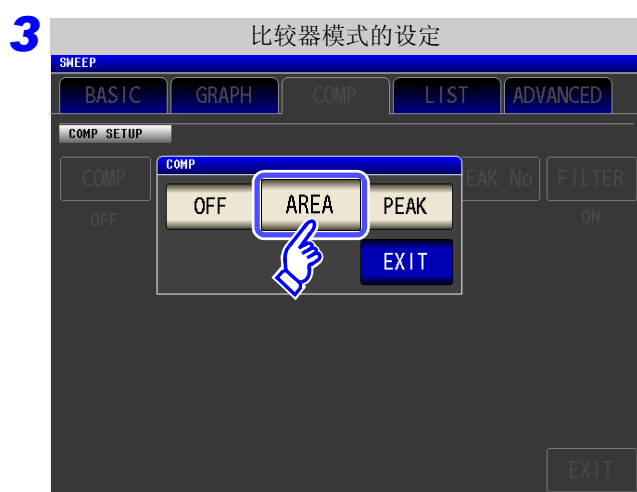 3 比较器模式的设定
SWEEP
BASIC GRAPH COMP LIST ADVANCED
COMP SETUP
COMP EAK No FILTER
OFF ON
COMP
OFF AREA PEAK
EXIT
EXIT